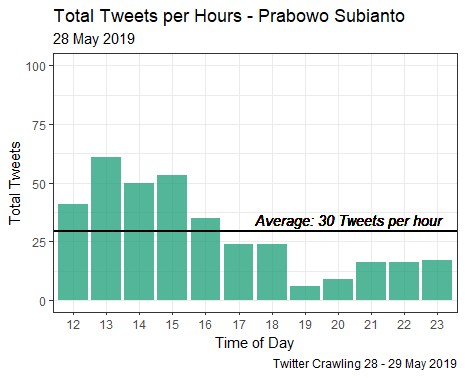 Total Tweets per Hours - Prabowo Subianto
28 May 2019
100
75
50
25
0
Total Tweets
Average: 30 Tweets per hour
12 13 14 15 16 17 18 19 20 21 22 23
Time of Day
Twitter Crawling 28 - 29 May 2019